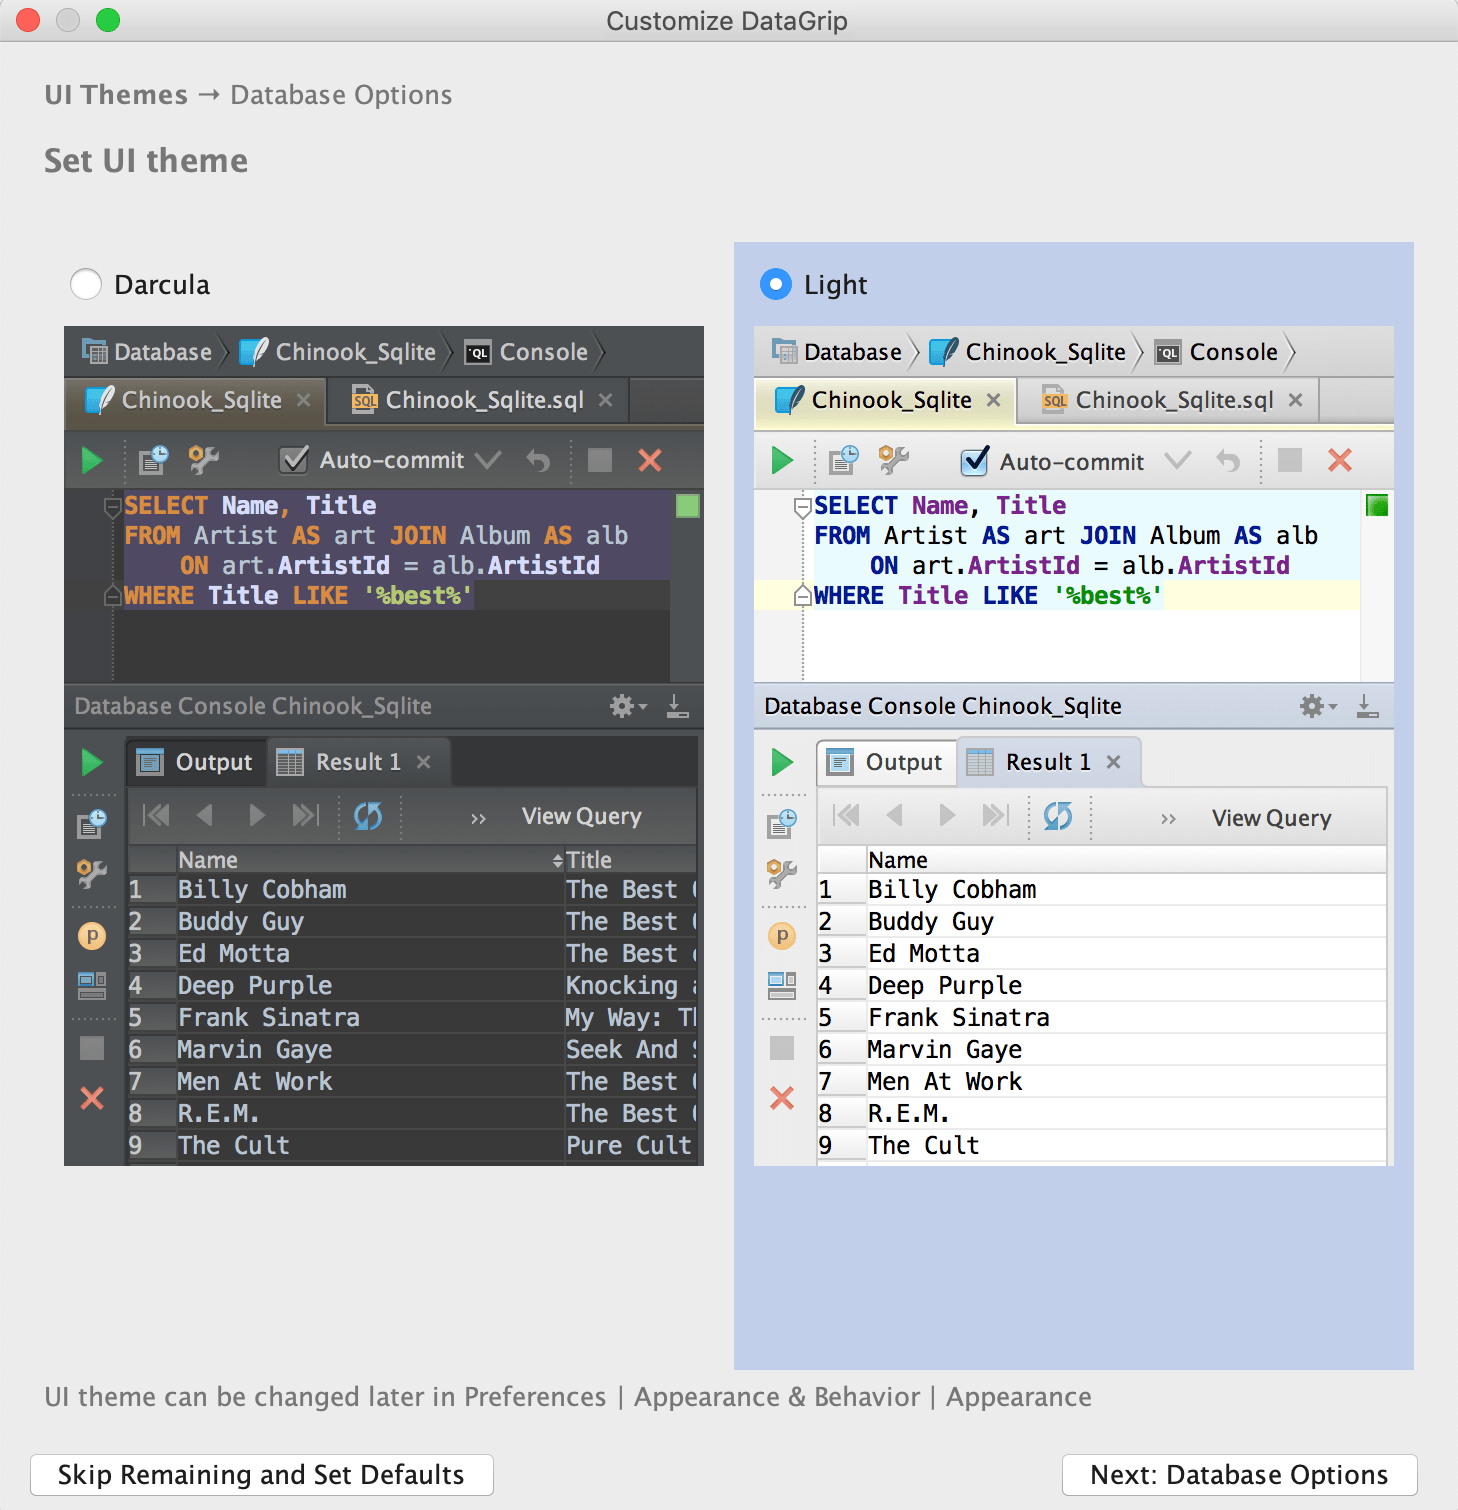 Customize DataGrip
UI Themes → Database Options
Set UI theme
Darcula
Database Chinook_Sqlite Console
Chinook_Sqlite Chinook_Sqlite.sql
Auto-commit
SELECT Name, Title
FROM Artist AS art JOIN Album AS alb
ON art.ArtistId = alb.ArtistId
WHERE Title LIKE '%best%'
Database Console Chinook_Sqlite
Output Result 1
» View Query
Name Title
1 Billy Cobham The Best
2 Buddy Guy The Best
3 Ed Motta The Best
4 Deep Purple Knocking
5 Frank Sinatra My Way:
6 Marvin Gaye Seek And
7 Men At Work The Best
8 R.E.M. The Best
9 The Cult Pure Cult
Light
Database Chinook_Sqlite Console
Chinook_Sqlite Chinook_Sqlite.sql
Auto-commit
SELECT Name, Title
FROM Artist AS art JOIN Album AS alb
ON art.ArtistId = alb.ArtistId
WHERE Title LIKE '%best%'
Database Console Chinook_Sqlite
Output Result 1
» View Query
Name
1 Billy Cobham
2 Buddy Guy
3 Ed Motta
4 Deep Purple
5 Frank Sinatra
6 Marvin Gaye
7 Men At Work
8 R.E.M.
9 The Cult
UI theme can be changed later in Preferences | Appearance & Behavior | Appearance
Skip Remaining and Set Defaults
Next: Database Options